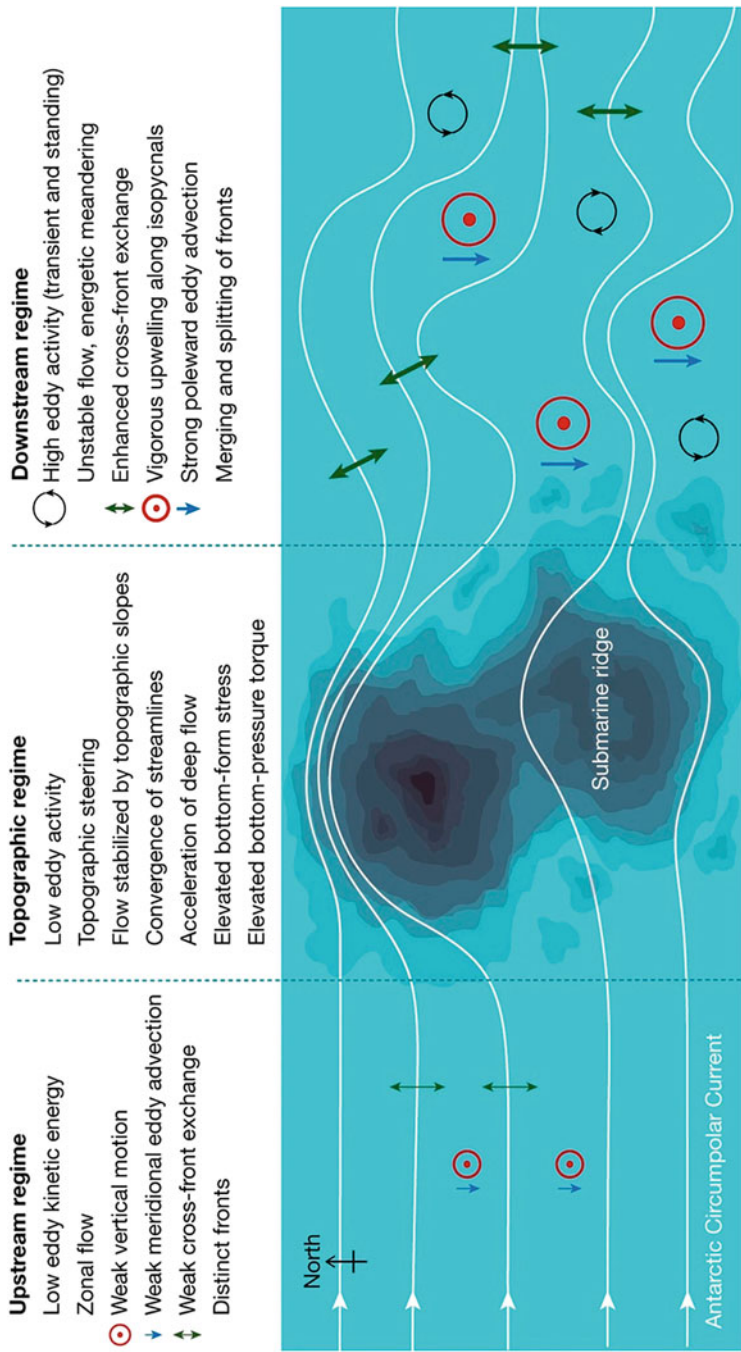 Upstream regime
Low eddy kinetic energy
Zonal flow
Weak vertical motion
Weak meridional eddy advection
Weak cross-front exchange
Distinct fronts
Topographic regime
Low eddy activity
Topographic steering
Flow stabilized by topographic slopes
Convergence of streamlines
Acceleration of deep flow
Elevated bottom-form stress
Elevated bottom-pressure torque
Downstream regime
High eddy activity (transient and standing)
Unstable flow, energetic meandering
Enhanced cross-front exchange
Vigorous upwelling along isopycnals
Strong poleward eddy advection
Merging and splitting of fronts
North
Submarine ridge
Antarctic Circumpolar Current